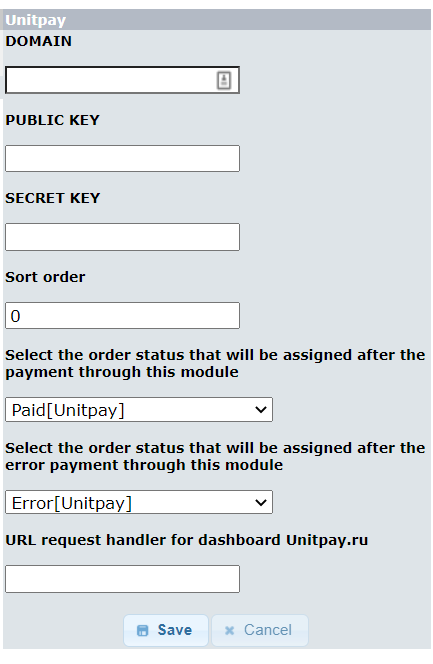 Unitpay
DOMAIN
PUBLIC KEY
SECRET KEY
Sort order
0
Select the order status that will be assigned after the
payment through this module
Paid[Unitpay]
Select the order status that will be assigned after the
error payment through this module
Error[Unitpay]
URL request handler for dashboard Unitpay.ru
Save
Cancel